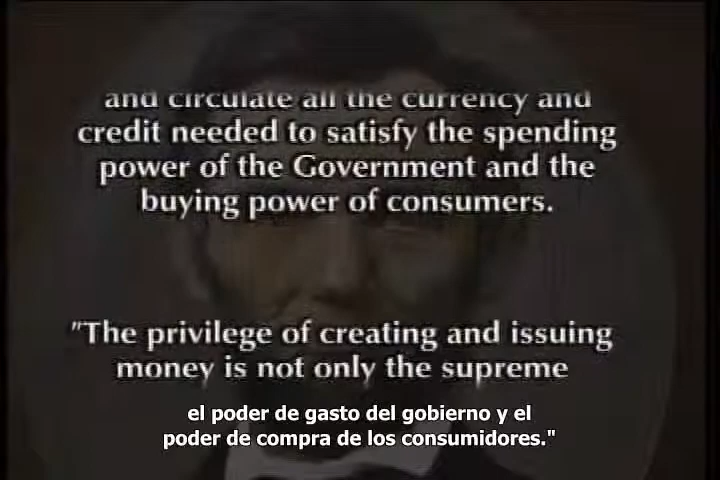 and circulate all the currency and
credit needed to satisfy the spending
power of the Government and the
buying power of consumers.
"The privilege of creating and issuing
money is not only the supreme
el poder de gasto del gobierno y el
poder de compra de los consumidores."